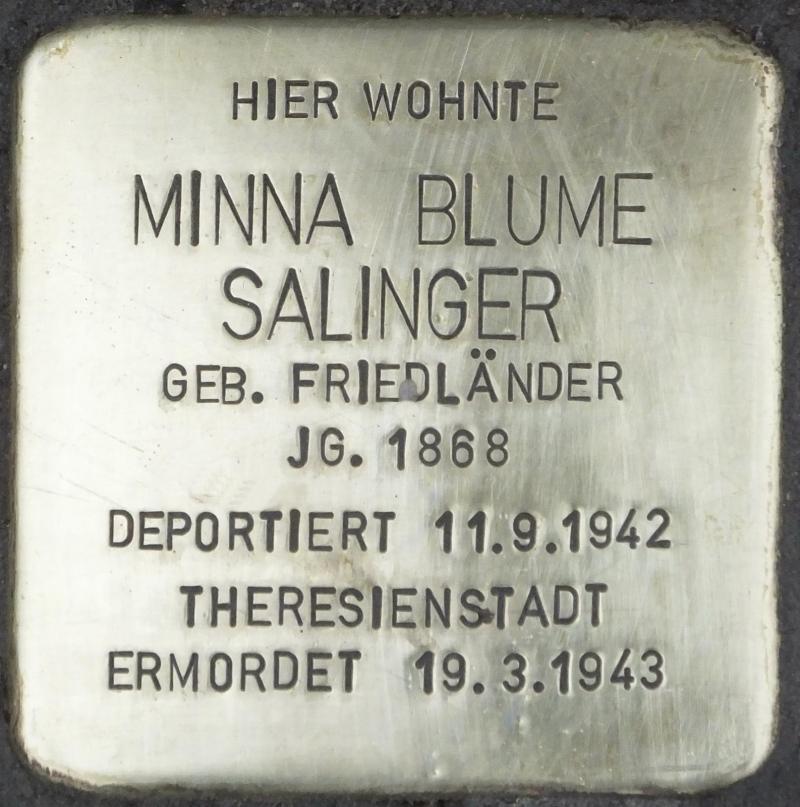 HIER WOHNTE
MINNA BLUME
SALINGER
GEB. FRIEDLÄNDER
JG. 1868
DEPORTIERT 11.9.1942
THERESIENSTADT
ERMORDET 19.3.1943